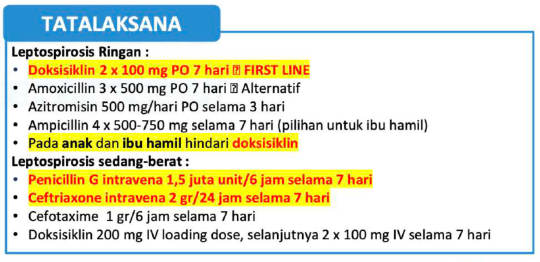 TATALAKSANA
Leptospirosis Ringan :
• Doksisiklin 2 x 100 mg PO 7 hari ⍰ FIRST LINE
• Amoxicillin 3 x 500 mg PO 7 hari ⍰ Alternatif
• Azitromisin 500 mg/hari PO selama 3 hari
• Ampicillin 4 x 500-750 mg selama 7 hari (pilihan untuk ibu hamil)
• Pada anak dan ibu hamil hindari doksisiklin
Leptospirosis sedang-berat :
• Penicillin G intravena 1,5 juta unit/6 jam selama 7 hari
• Ceftriaxone intravena 2 gr/24 jam selama 7 hari
• Cefotaxime 1 gr/6 jam selama 7 hari
• Doksisiklin 200 mg IV loading dose, selanjutnya 2 x 100 mg IV selama 7 hari